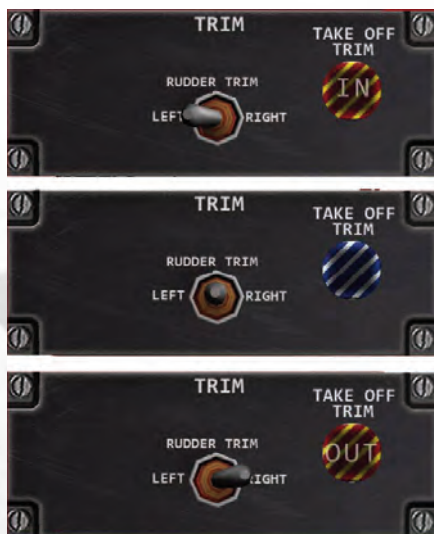 TRIM
TAKE OFF
TRIM
IN
RUDDER TRIM
LEFT RIGHT
TRIM
TAKE OFF
TRIM
RUDDER TRIM
LEFT RIGHT
TRIM
TAKE OFF
TRIM
OUT
RUDDER TRIM
LEFT IGHT